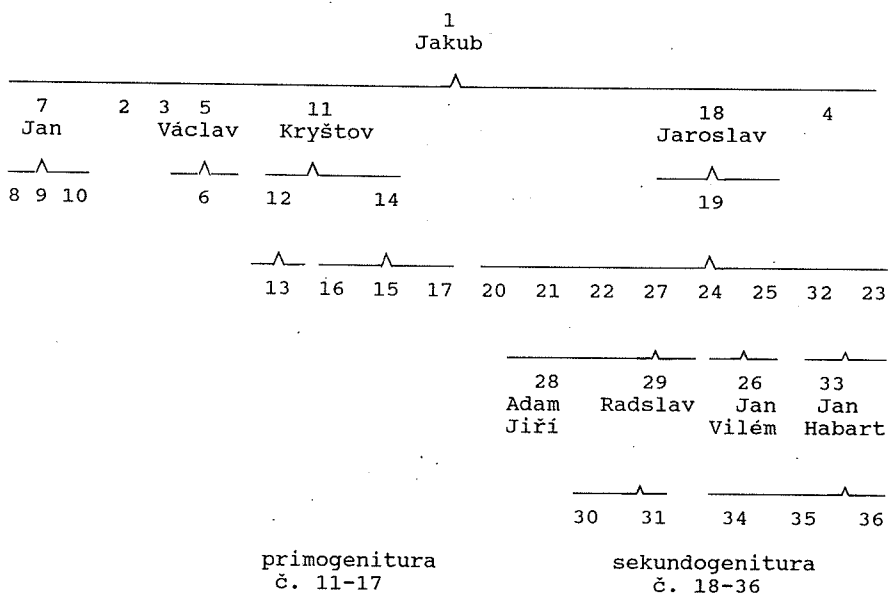 1
Jakub
7 2 3 5 11 18 4
Jan Václav Kryštov Jaroslav
8 9 10 6 12 14 19
13 16 15 17 20 21 22 27 24 25 32 23
28 29 26 33
Adam Radslav Jan Jan
Jiří Vilém Habart
30 31 34 35 36
primogenitura sekundogenitura
č. 11-17 č. 18-36